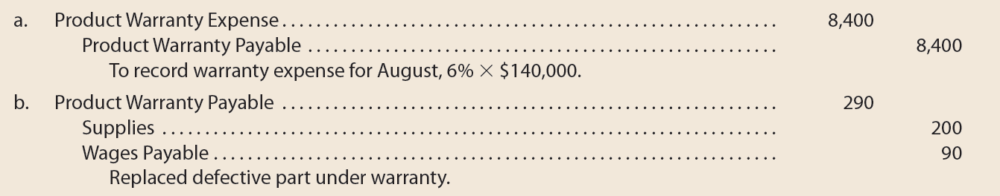 a. Product Warranty Expense........................................................ 8,400
Product Warranty Payable ..................................................... 8,400
To record warranty expense for August, 6% × $140,000.
b. Product Warranty Payable ........................................................ 290
Supplies ...................................................................... 200
Wages Payable ................................................................ 90
Replaced defective part under warranty.